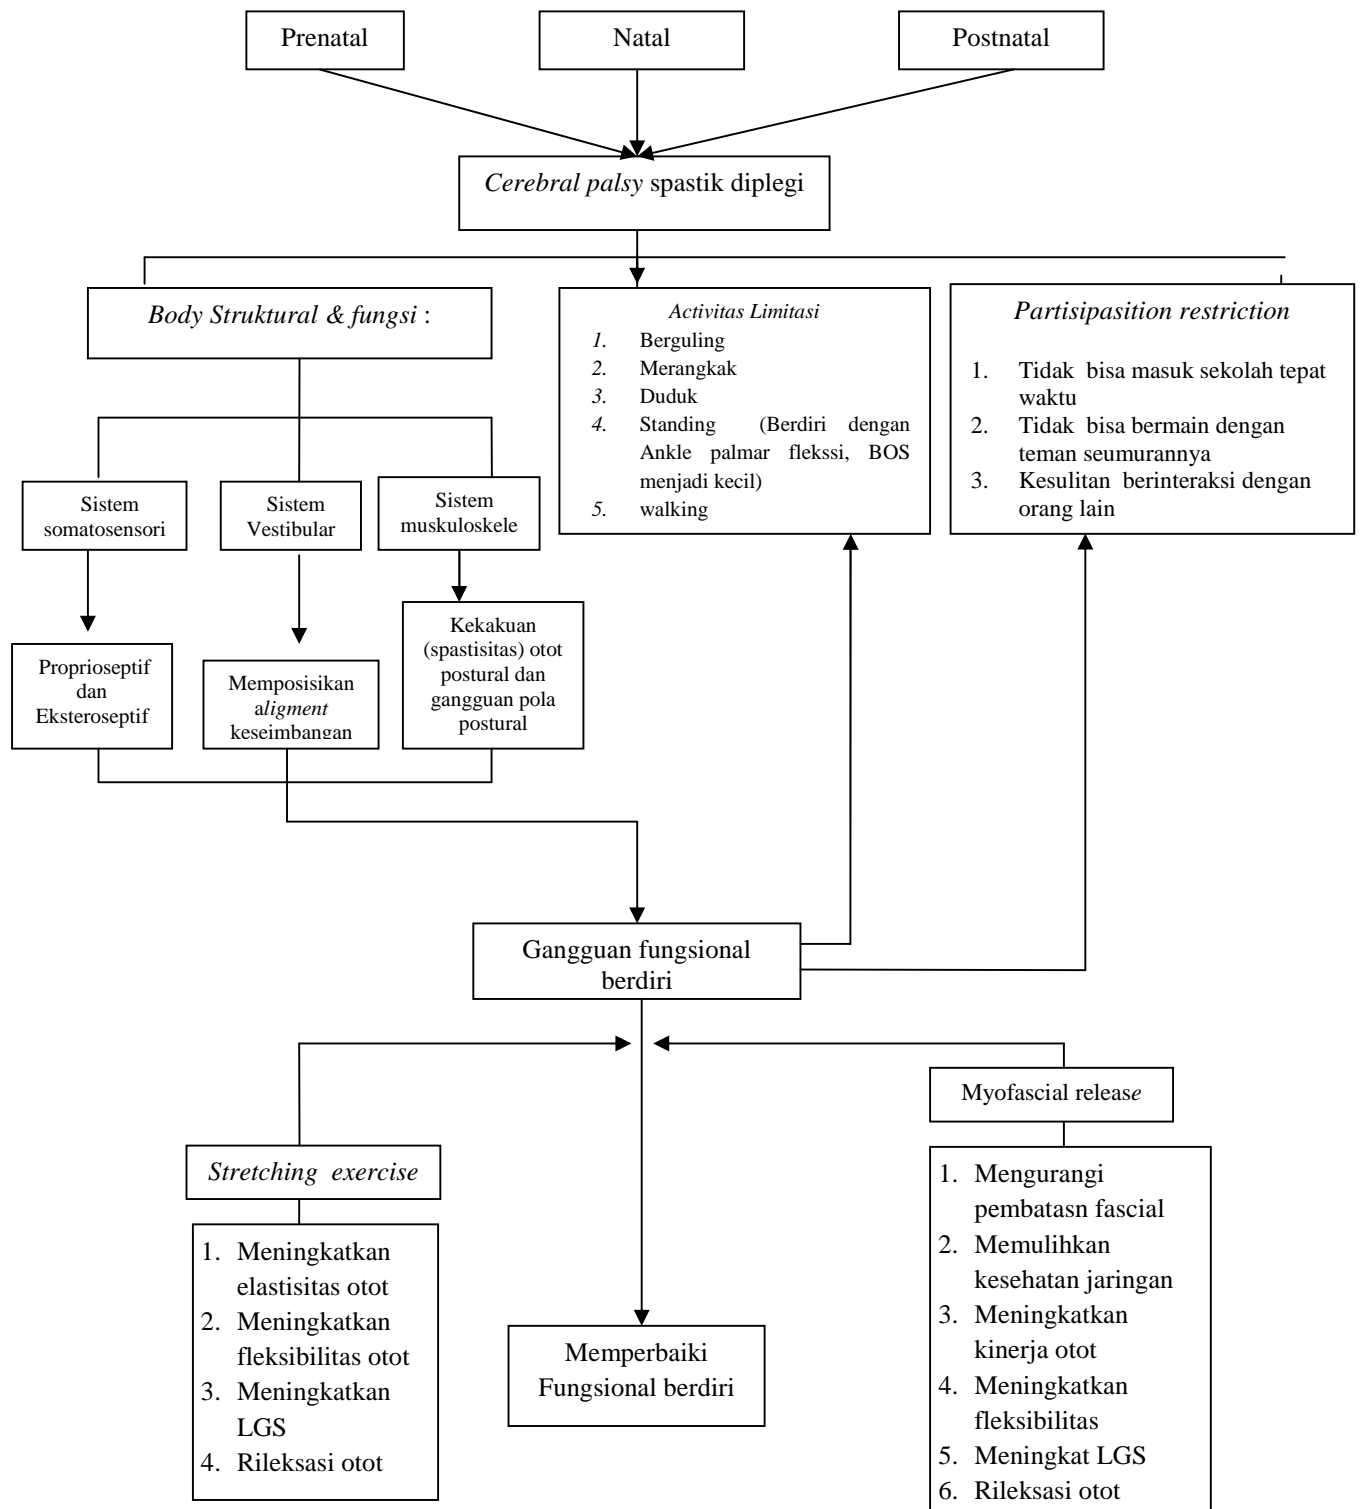 Prenatal
Natal
Postnatal
Cerebral palsy spastik diplegi
Body Struktural & fungsi :
Activitas Limitasi
1. Berguling
2. Merangkak
3. Duduk
4. Standing (Berdiri dengan
Ankle palmar flekssi, BOS
menjadi kecil)
5. walking
Partisipasition restriction
1. Tidak bisa masuk sekolah tepat
waktu
2. Tidak bisa bermain dengan
teman seumurannya
3. Kesulitan berinteraksi dengan
orang lain
Sistem
somatosensori
Sistem
Vestibular
Sistem
muskuloskele
Proprioseptif
dan
Eksteroseptif
Memposisikan
aligment
keseimbangan
Kekakuan
(spastisitas) otot
postural dan
gangguan pola
postural
Gangguan fungsional
berdiri
Stretching exercise
1. Meningkatkan
elastisitas otot
2. Meningkatkan
fleksibilitas otot
3. Meningkatkan
LGS
4. Rileksasi otot
Memperbaiki
Fungsional berdiri
Myofascial release
1. Mengurangi
pembatasn fascial
2. Memulihkan
kesehatan jaringan
3. Meningkatkan
kinerja otot
4. Meningkatkan
fleksibilitas
5. Meningkat LGS
6. Rileksasi otot